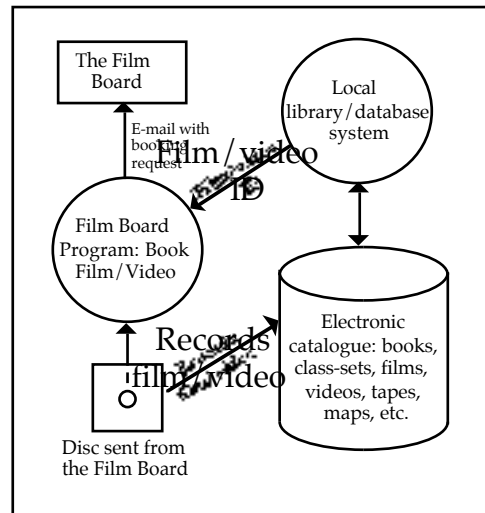 The Film
Board
E-mail with
booking
request
Film/video
ID
Local
library/database
system
Film Board
Program: Book
Film/Video
Records
film/video
Electronic
catalogue: books,
class-sets, films,
videos, tapes,
maps, etc.
Disc sent from
the Film Board